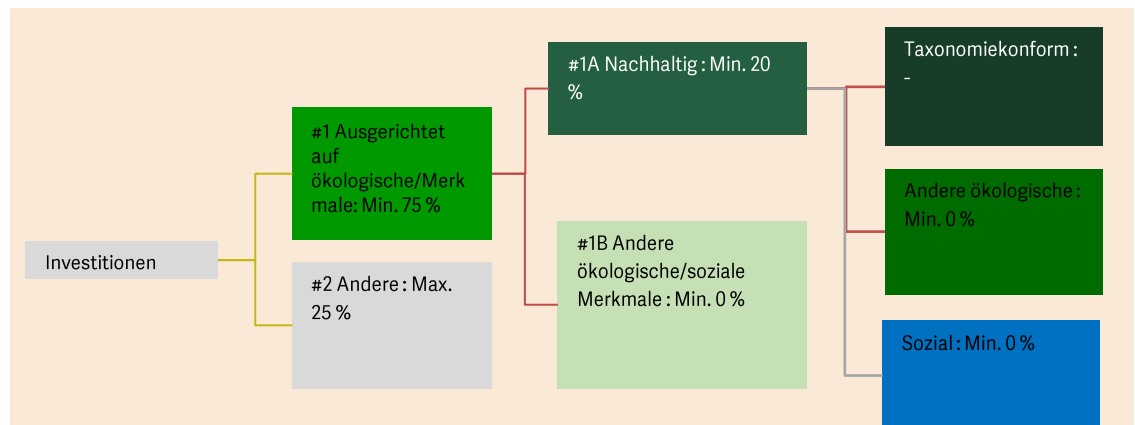 Investitionen
#1 Ausgerichtet
auf
ökologische/Merk
male: Min. 75 %
#2 Andere : Max.
25 %
#1A Nachhaltig : Min. 20
%
#1B Andere
ökologische/soziale
Merkmale : Min. 0 %
Taxonomiekonform :
-
Andere ökologische :
Min. 0 %
Sozial : Min. 0 %